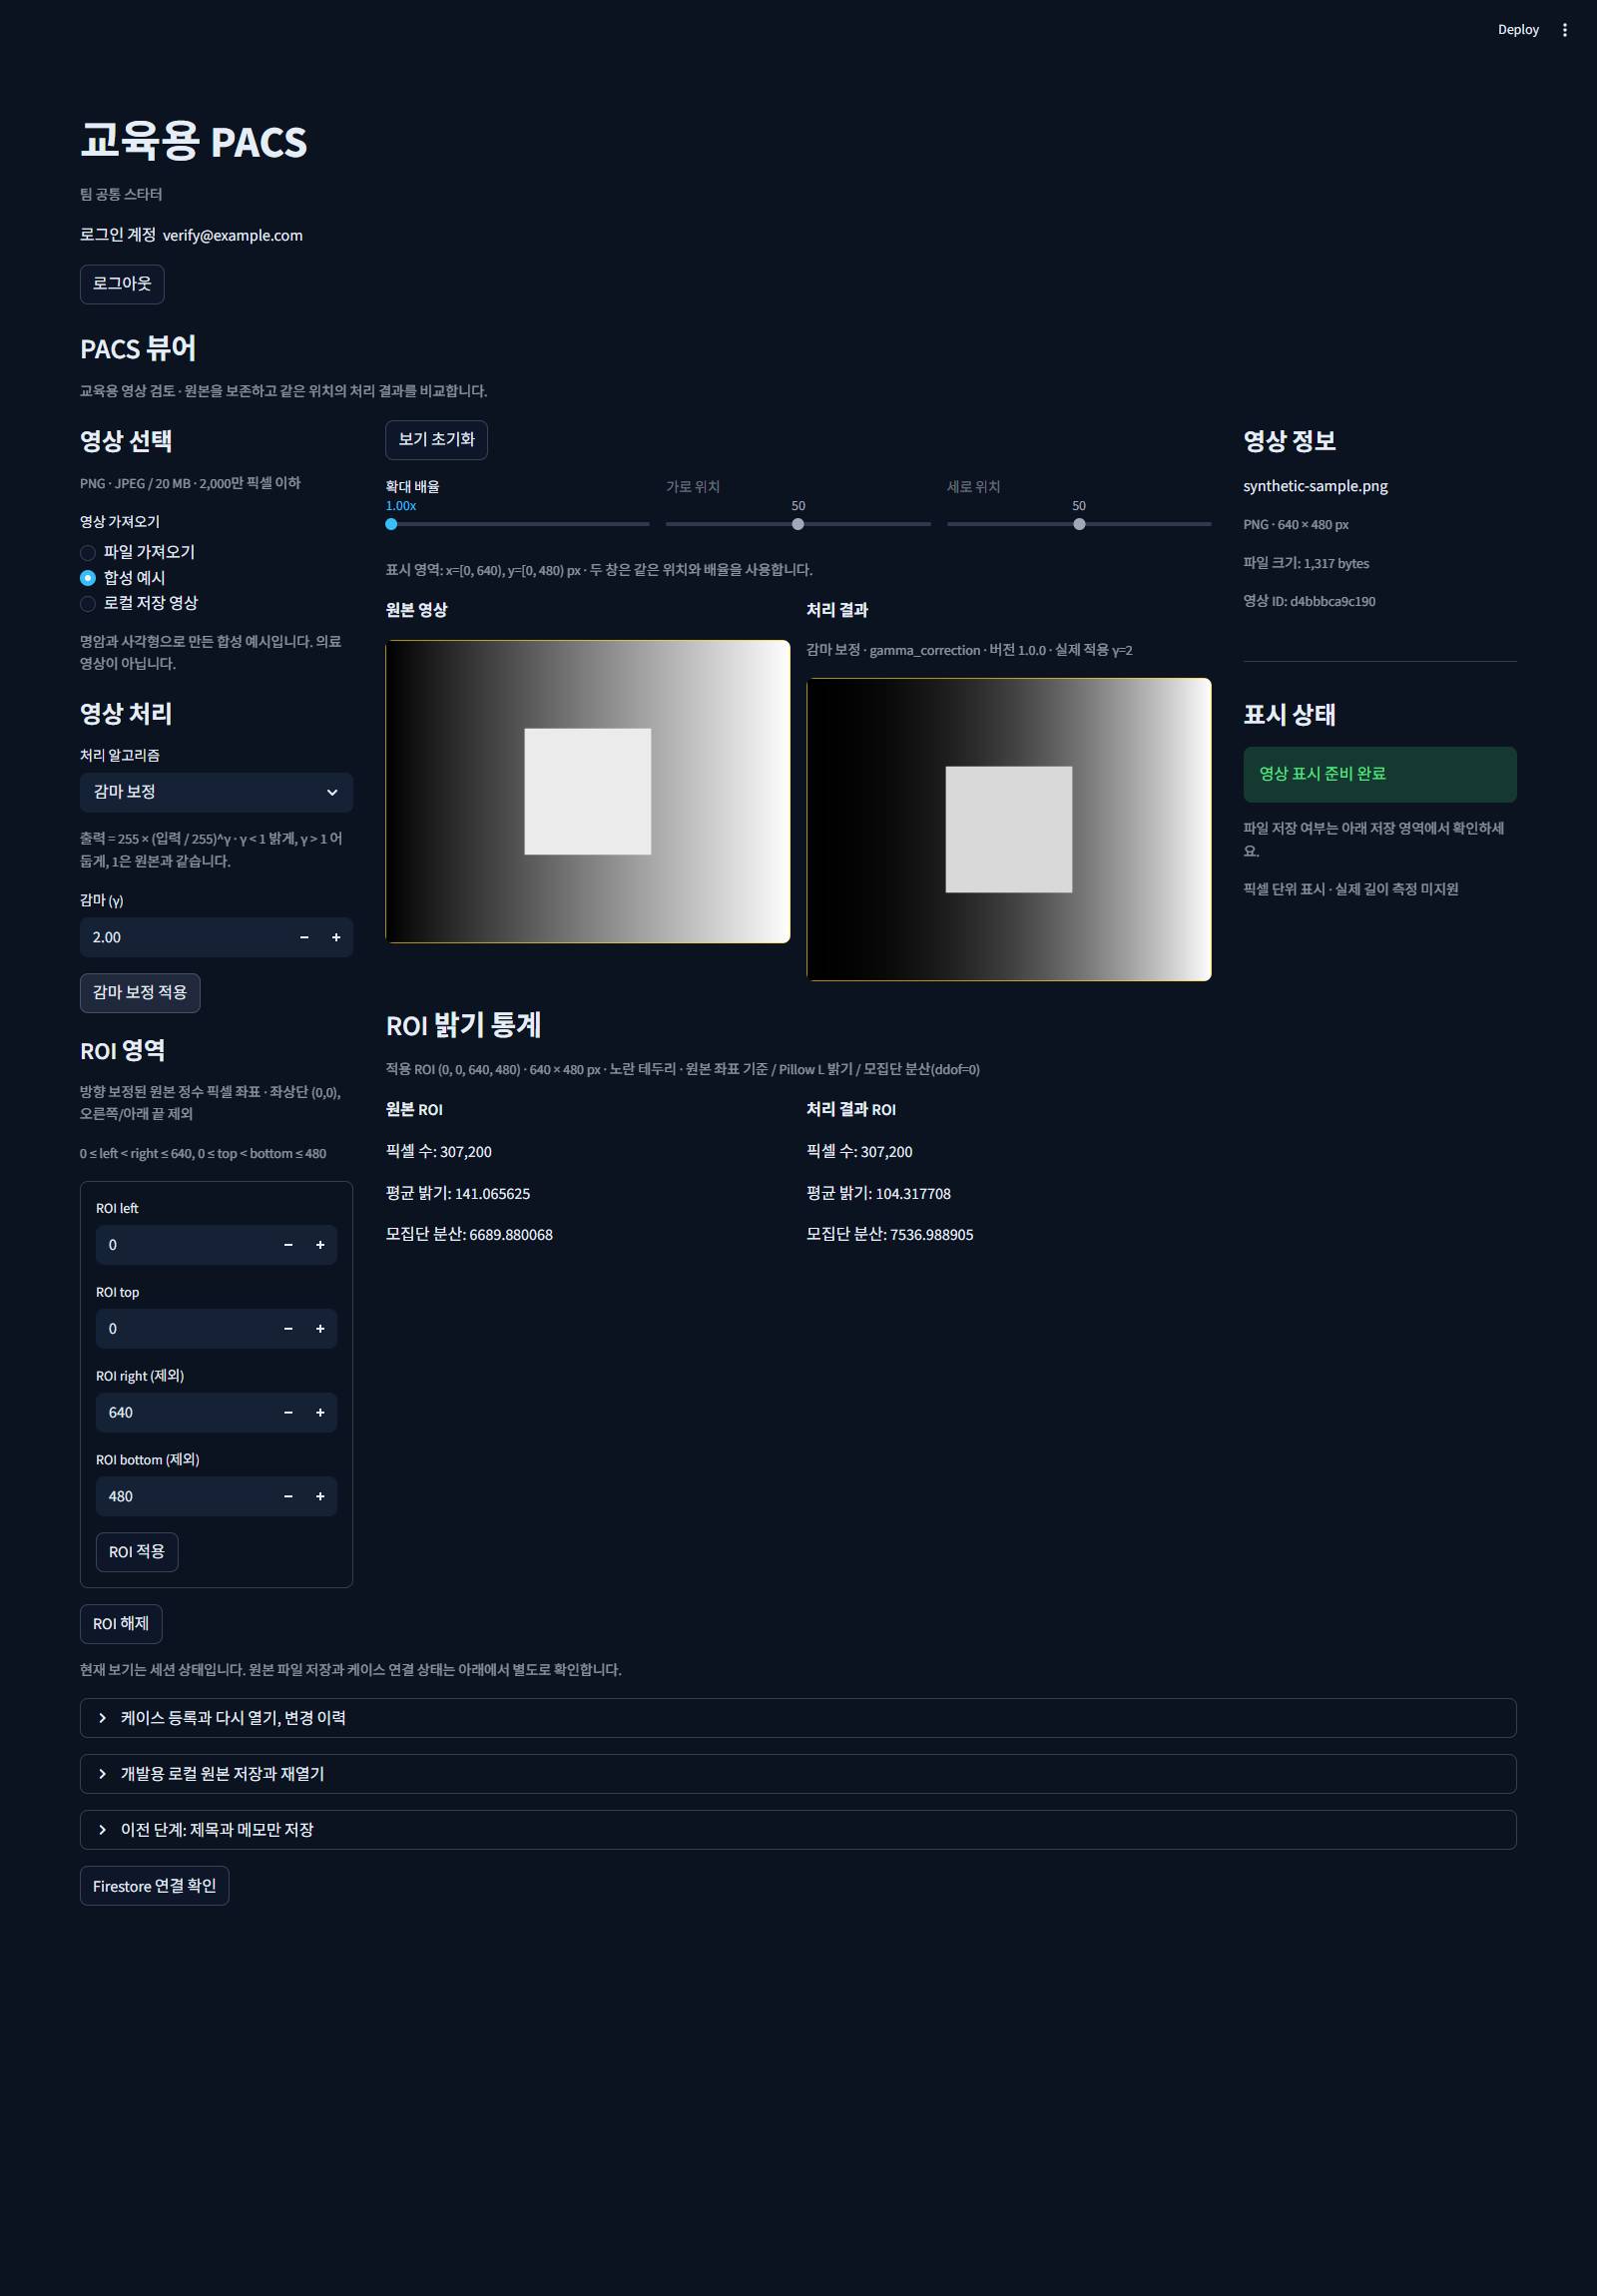 Deploy
교육용 PACS
팀 공통 스타터
로그인 계정 verify@example.com
로그아웃
PACS 뷰어
교육용 영상 검토 · 원본을 보존하고 같은 위치의 처리 결과를 비교합니다.
영상 선택
PNG · JPEG / 20 MB · 2,000만 픽셀 이하
영상 가져오기
파일 가져오기
합성 예시
로컬 저장 영상
명암과 사각형으로 만든 합성 예시입니다. 의료
영상이 아닙니다.
영상 처리
처리 알고리즘
감마 보정
출력 = 255 × (입력 / 255)^γ · γ < 1 밝게, γ > 1 어
둡게, 1은 원본과 같습니다.
감마 (γ)
2.00
감마 보정 적용
ROI 영역
방향 보정된 원본 정수 픽셀 좌표 · 좌상단 (0,0),
오른쪽/아래 끝 제외
0 ≤ left < right ≤ 640, 0 ≤ top < bottom ≤ 480
ROI left
0
ROI top
0
ROI right (제외)
640
ROI bottom (제외)
480
ROI 적용
ROI 해제
보기 초기화
확대 배율
1.00x
가로 위치
50
세로 위치
50
표시 영역: x=[0, 640), y=[0, 480) px · 두 창은 같은 위치와 배율을 사용합니다.
원본 영상
처리 결과
감마 보정 · gamma_correction · 버전 1.0.0 · 실제 적용 γ=2
ROI 밝기 통계
적용 ROI (0, 0, 640, 480) · 640 × 480 px · 노란 테두리 · 원본 좌표 기준 / Pillow L 밝기 / 모집단 분산(ddof=0)
원본 ROI
픽셀 수: 307,200
평균 밝기: 141.065625
모집단 분산: 6689.880068
처리 결과 ROI
픽셀 수: 307,200
평균 밝기: 104.317708
모집단 분산: 7536.988905
영상 정보
synthetic-sample.png
PNG · 640 × 480 px
파일 크기: 1,317 bytes
영상 ID: d4bbbca9c190
표시 상태
영상 표시 준비 완료
파일 저장 여부는 아래 저장 영역에서 확인하세
요.
픽셀 단위 표시 · 실제 길이 측정 미지원
현재 보기는 세션 상태입니다. 원본 파일 저장과 케이스 연결 상태는 아래에서 별도로 확인합니다.
케이스 등록과 다시 열기, 변경 이력
개발용 로컬 원본 저장과 재열기
이전 단계: 제목과 메모만 저장
Firestore 연결 확인